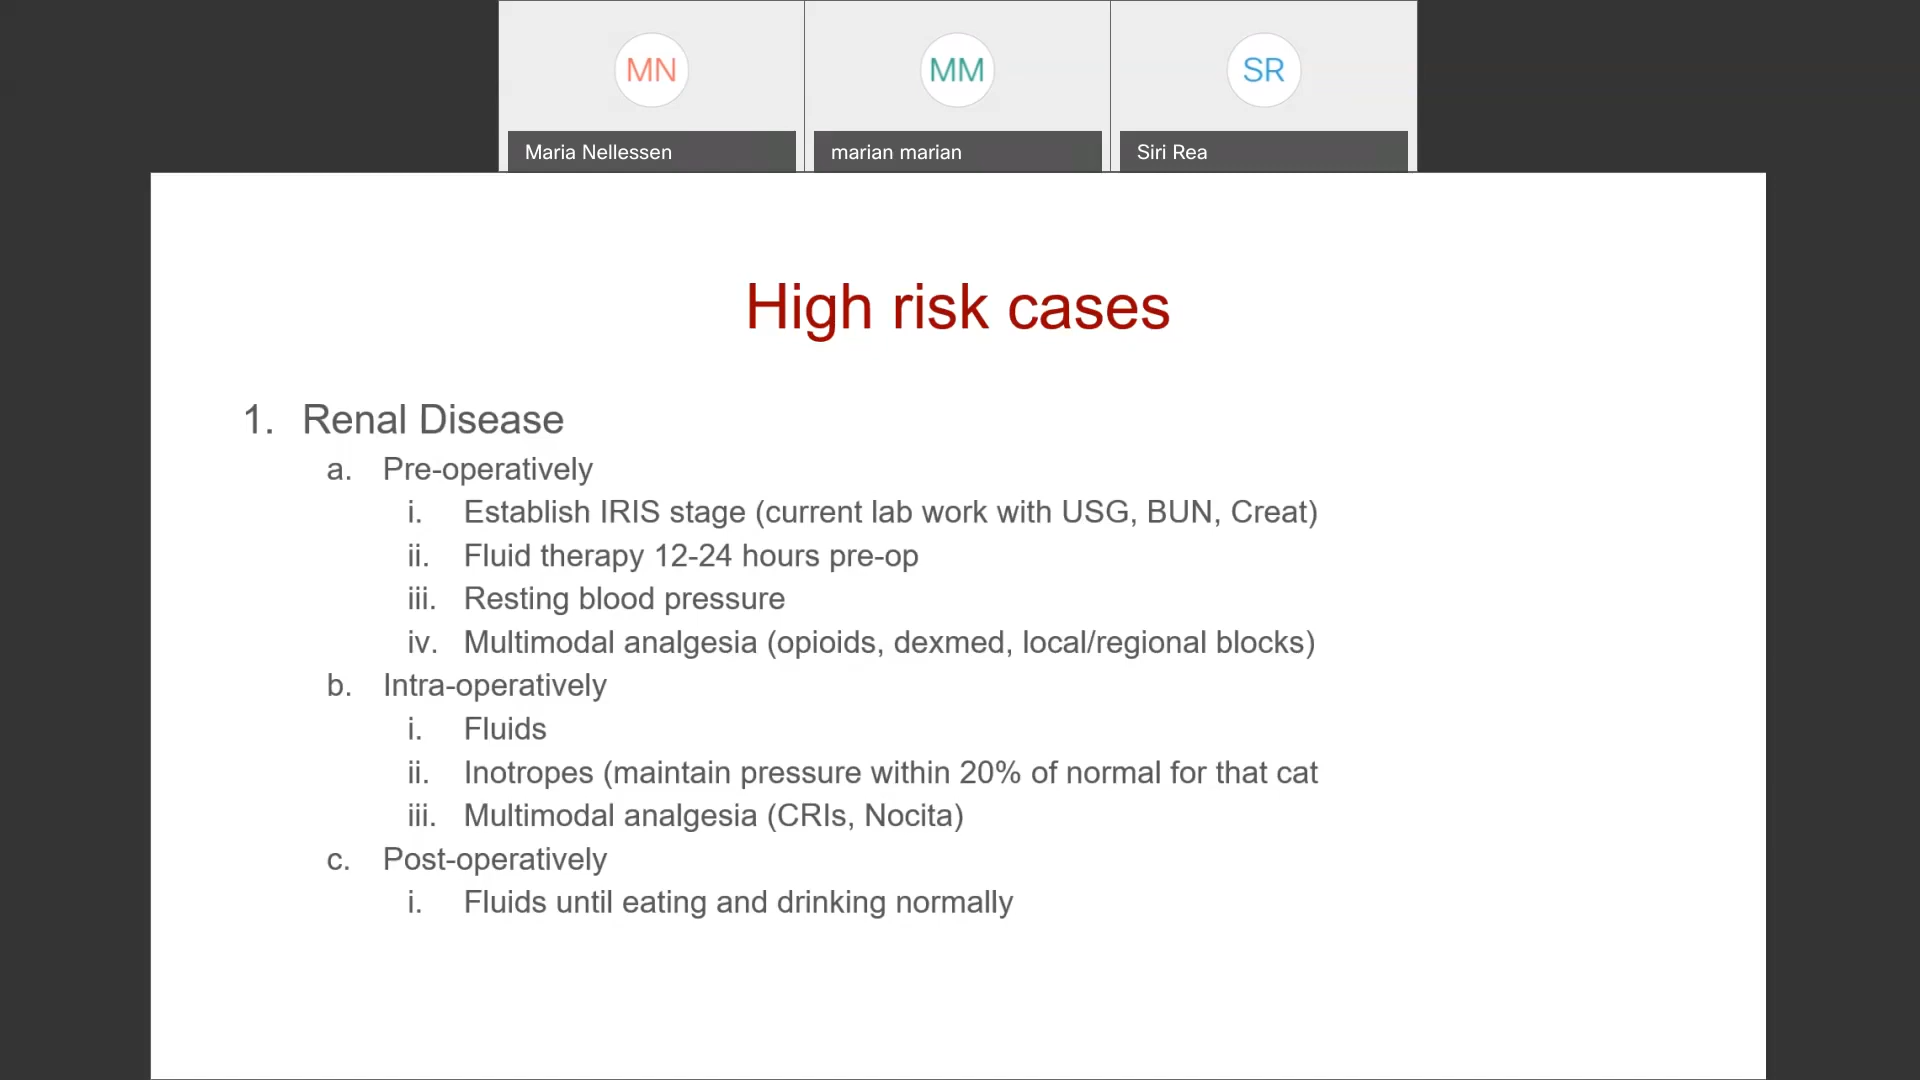 MN MM SR
Maria Nellessen marian marian Siri Rea
High risk cases
1. Renal Disease
a. Pre-operatively
i. Establish IRIS stage (current lab work with USG, BUN, Creat)
ii. Fluid therapy 12-24 hours pre-op
iii. Resting blood pressure
iv. Multimodal analgesia (opioids, dexmed, local/regional blocks)
b. Intra-operatively
i. Fluids
ii. Inotropes (maintain pressure within 20% of normal for that cat
iii. Multimodal analgesia (CRIs, Nocita)
c. Post-operatively
i. Fluids until eating and drinking normally